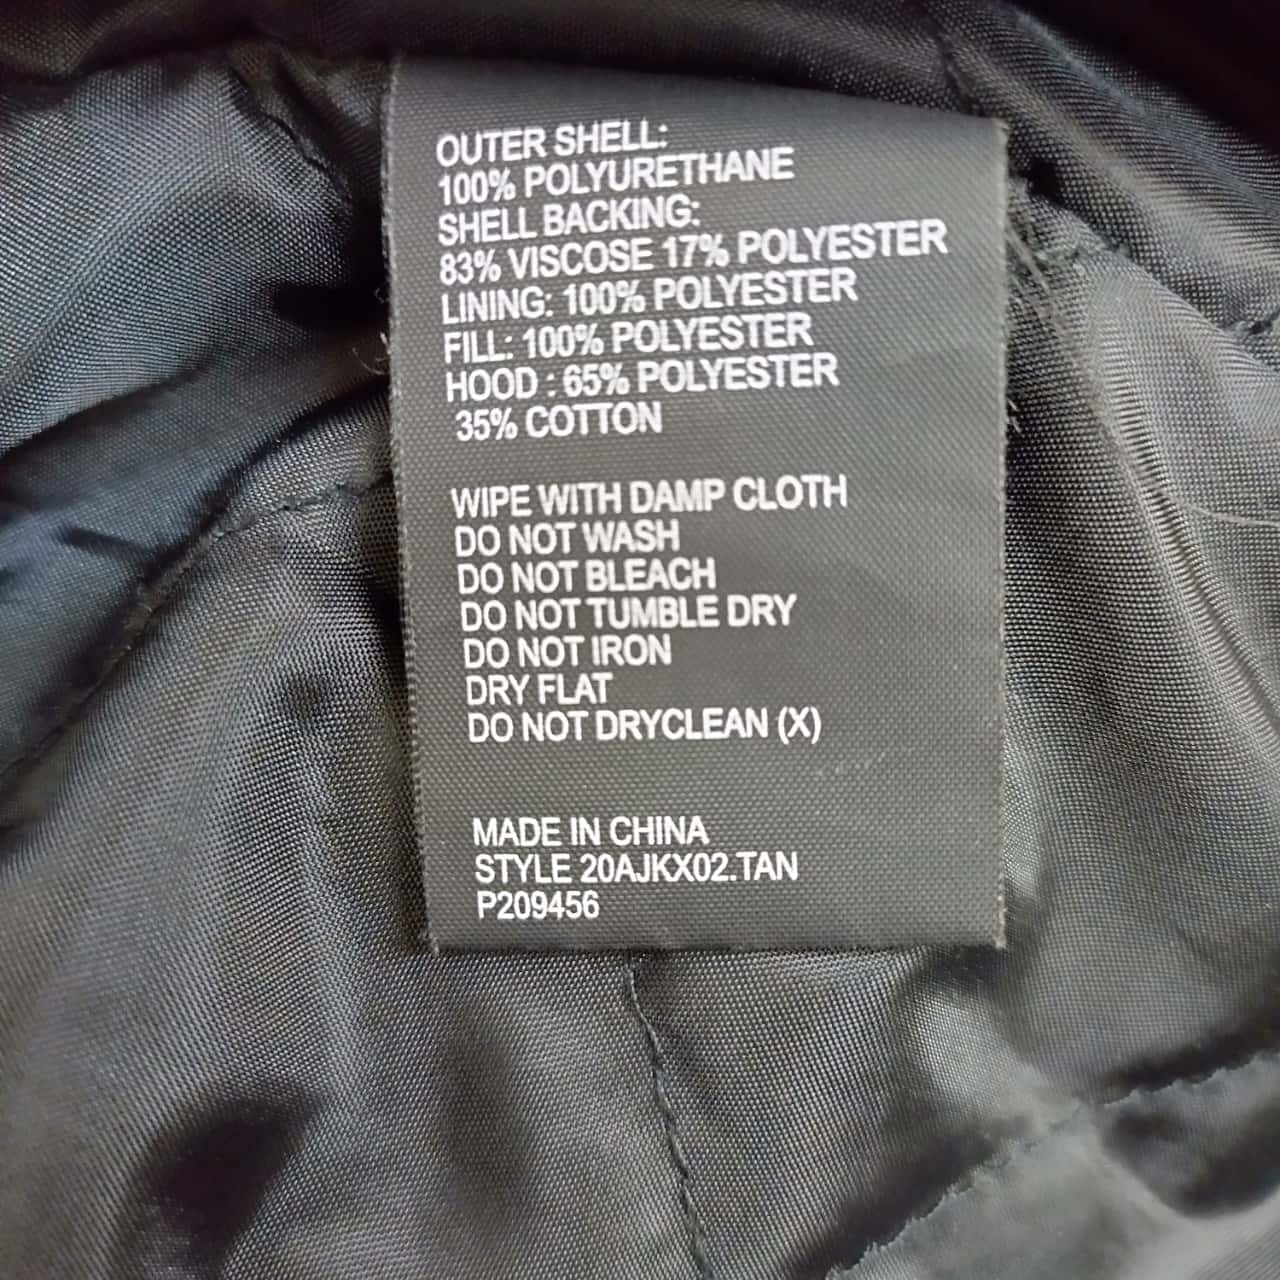 OUTER SHELL:
100% POLYURETHANE
SHELL BACKING:
83% VISCOSE 17% POLYESTER
LINING: 100% POLYESTER
FILL: 100% POLYESTER
HOOD : 65% POLYESTER
35% COTTON
WIPE WITH DAMP CLOTH
DO NOT WASH
DO NOT BLEACH
DO NOT TUMBLE DRY
DO NOT IRON
DRY FLAT
DO NOT DRYCLEAN (X)
MADE IN CHINA
STYLE 20AJKX02.TAN
P209456